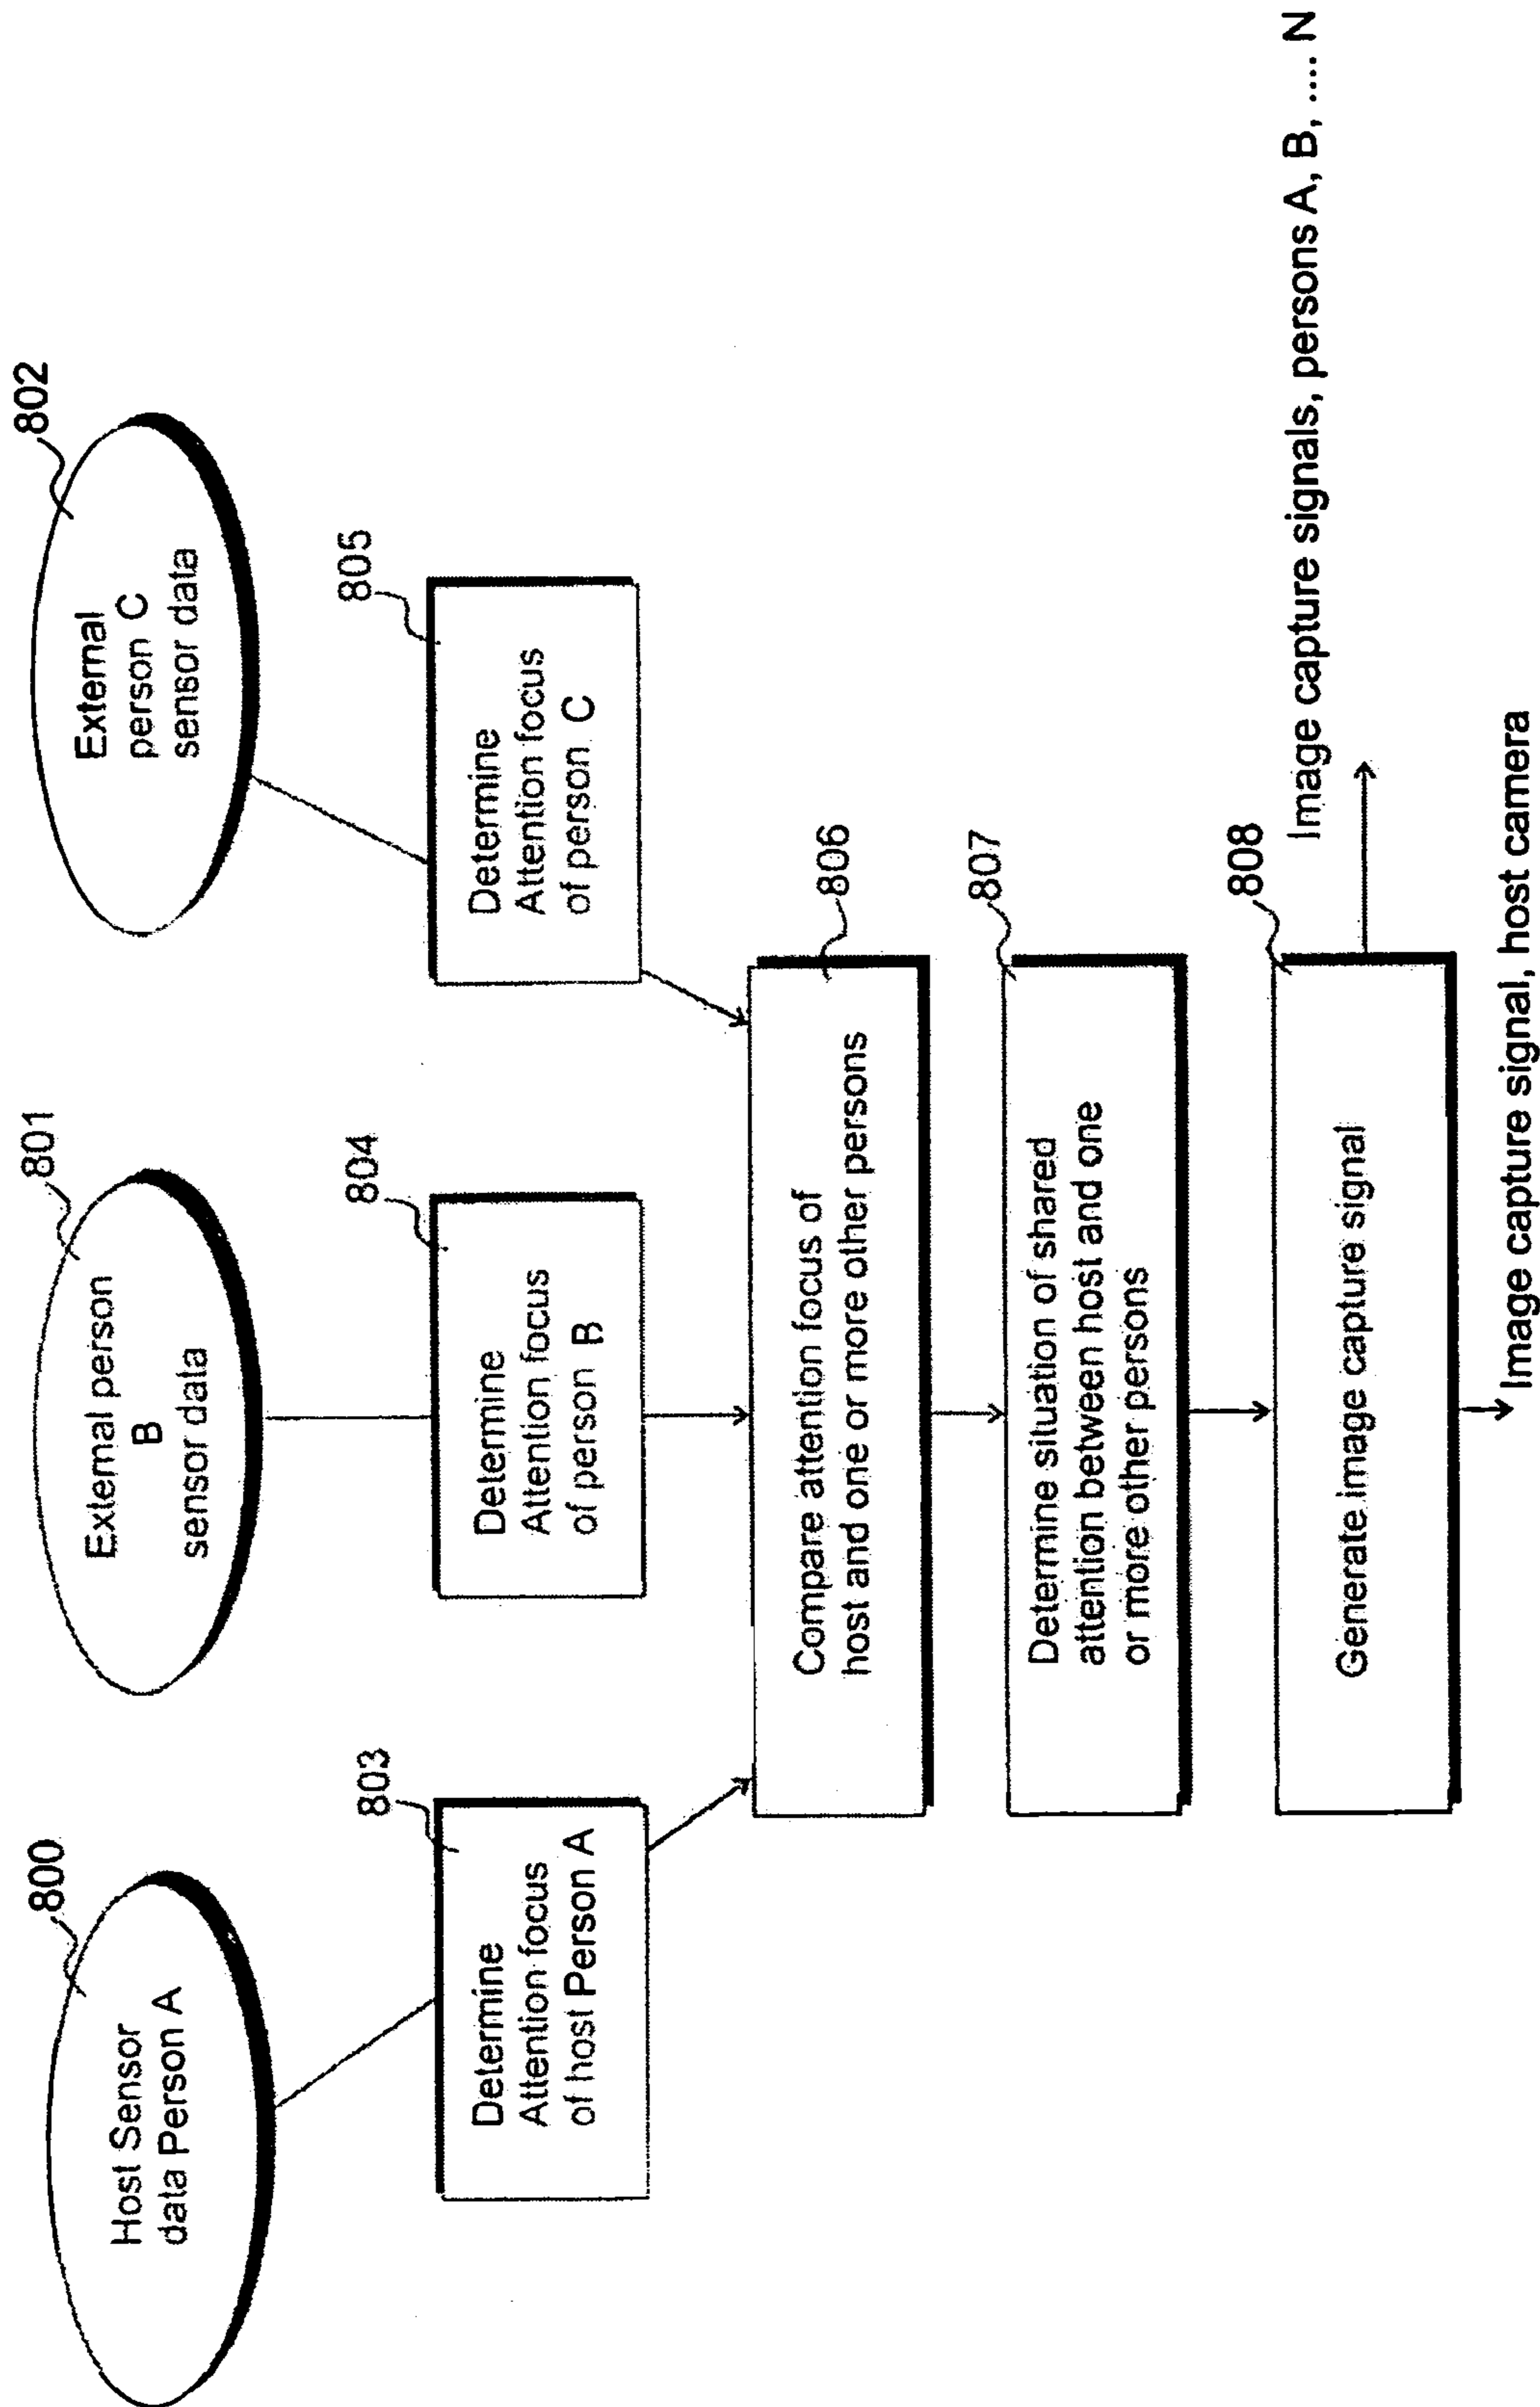 800
Host Sensor
data Person A
801
External person
B
sensor data
802
External
person C
sensor data
803
Determine
Attention focus
of host Person A
804
Determine
Attention focus
of person B
805
Determine
Attention focus
of person C
806
Compare attention focus of
host and one or more other persons
807
Determine situation of shared
attention between host and one
or more other persons
808
Generate image capture signal
Image capture signals, persons A, B, .... N
Image capture signal, host camera